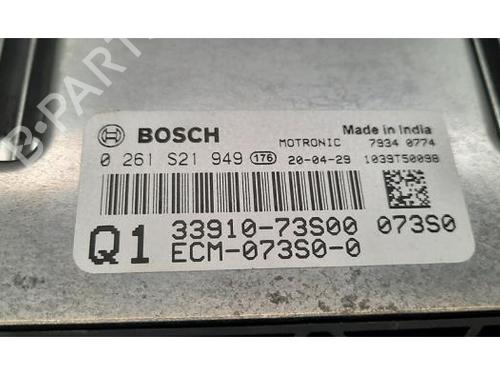 BOSCH
MOTRONIC
Made in India
7934 0774
0 261 S21 949 176 20-04-29 1039T50098
Q1 33910-73S00 073S0
ECM-073S0-0
B-PARTS